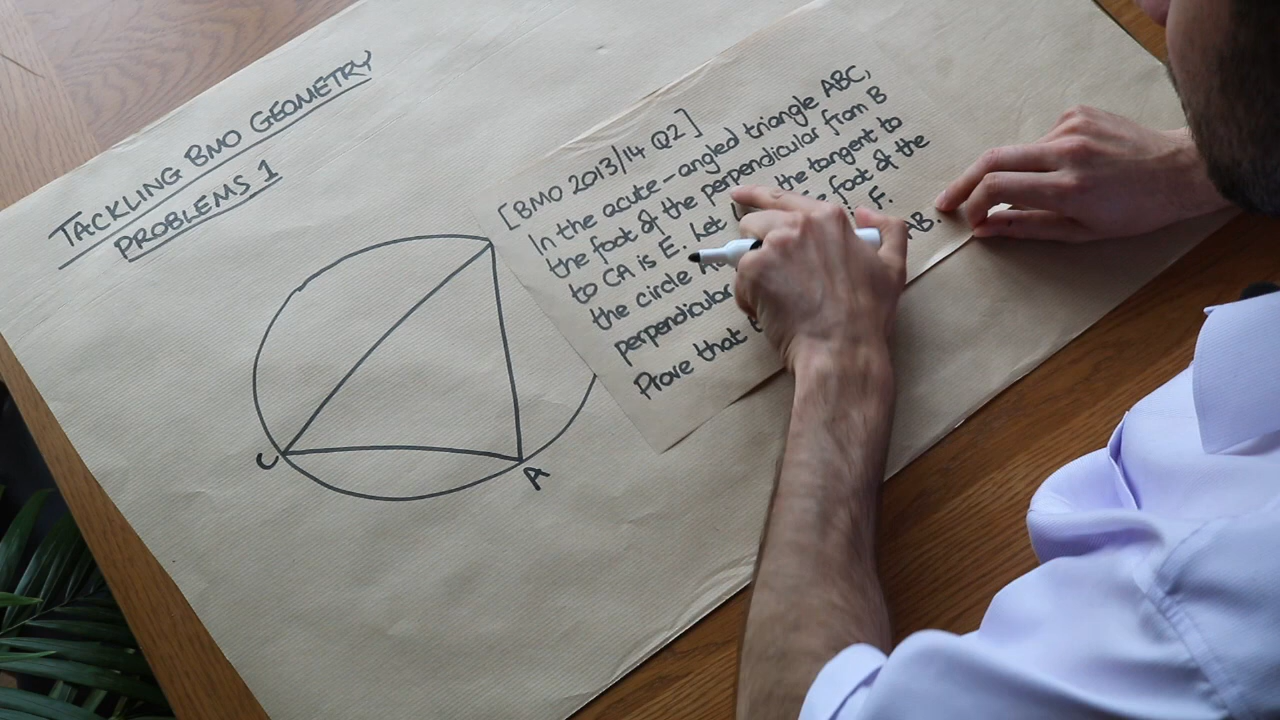 TACKLING BMO GEOMETRY
PROBLEMS 1
[BMO 2013/14 Q2]
In the acute-angled triangle ABC,
the foot of the perpendicular from B
to CA is E. Let the tangent to
the circle foot of the
perpendicular F.
Prove that AB.
C
A